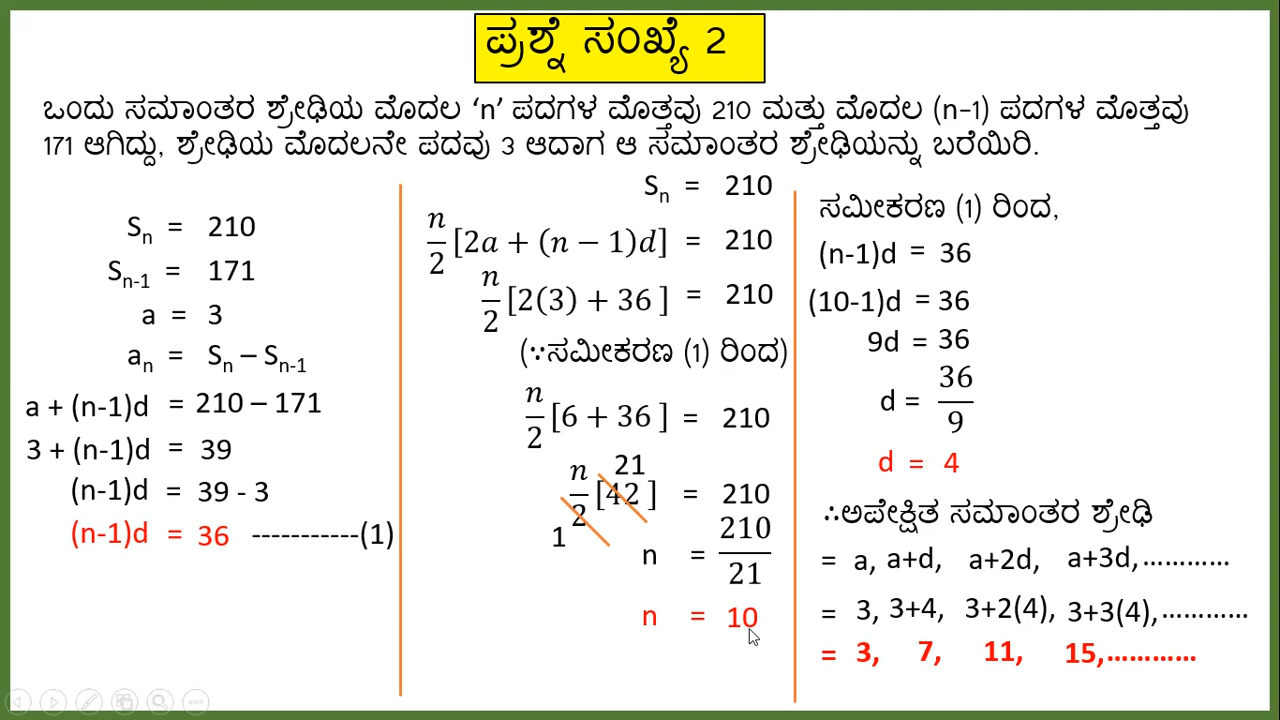 ಪ್ರಶ್ನೆ ಸಂಖ್ಯೆ 2
ಒಂದು ಸಮಾಂತರ ಶ್ರೇಢಿಯ ಮೊದಲ ‘n’ ಪದಗಳ ಮೊತ್ತವು 210 ಮತ್ತು ಮೊದಲ (n-1) ಪದಗಳ ಮೊತ್ತವು
171 ಆಗಿದ್ದು, ಶ್ರೇಢಿಯ ಮೊದಲನೇ ಪದವು 3 ಆದಾಗ ಆ ಸಮಾಂತರ ಶ್ರೇಢಿಯನ್ನು ಬರೆಯಿರಿ.
Sn = 210
Sn-1 = 171
a = 3
an = Sn – Sn-1
a + (n-1)d = 210 – 171
3 + (n-1)d = 39
(n-1)d = 39 - 3
(n-1)d = 36 -----------(1)
Sn = 210
n/2 [2a + (n − 1)d] = 210
n/2 [2(3) + 36 ] = 210
(∵ಸಮೀಕರಣ (1) ರಿಂದ)
n/2 [6 + 36 ] = 210
21
n/2 [42 ] = 210
1
n = 210/21
n = 10
ಸಮೀಕರಣ (1) ರಿಂದ,
(n-1)d = 36
(10-1)d = 36
9d = 36
d = 36/9
d = 4
∴ಅಪೇಕ್ಷಿತ ಸಮಾಂತರ ಶ್ರೇಢಿ
= a, a+d, a+2d, a+3d,............
= 3, 3+4, 3+2(4), 3+3(4),............
= 3, 7, 11, 15,............